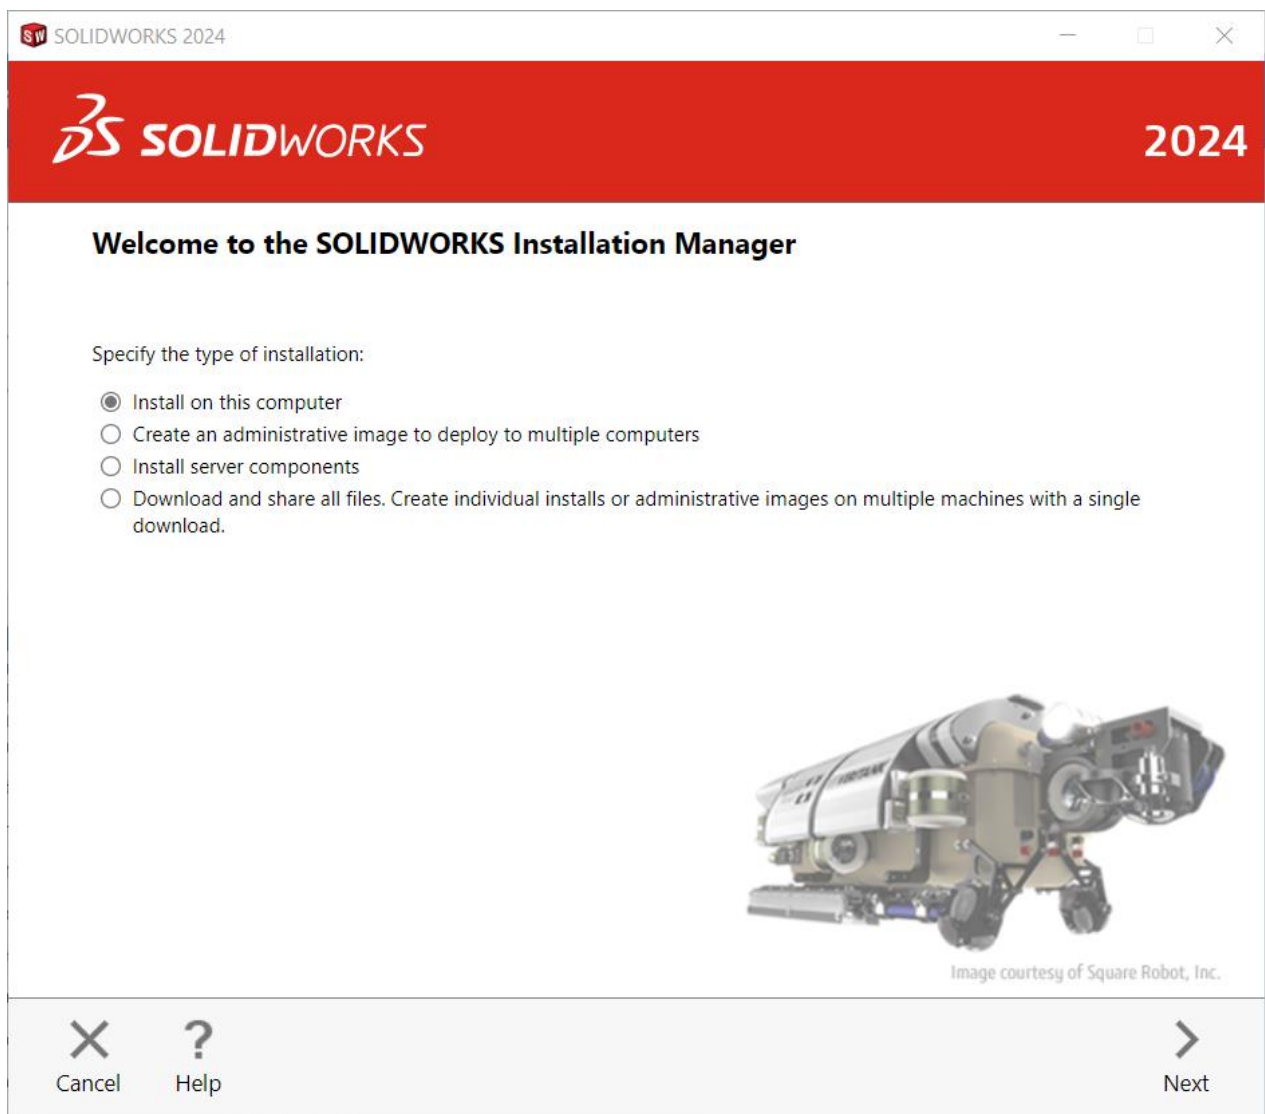 SOLIDWORKS 2024
SOLIDWORKS
2024
Welcome to the SOLIDWORKS Installation Manager
Specify the type of installation:
Install on this computer
Create an administrative image to deploy to multiple computers
Install server components
Download and share all files. Create individual installs or administrative images on multiple machines with a single
download.
Image courtesy of Square Robot, Inc.
Cancel
Help
Next